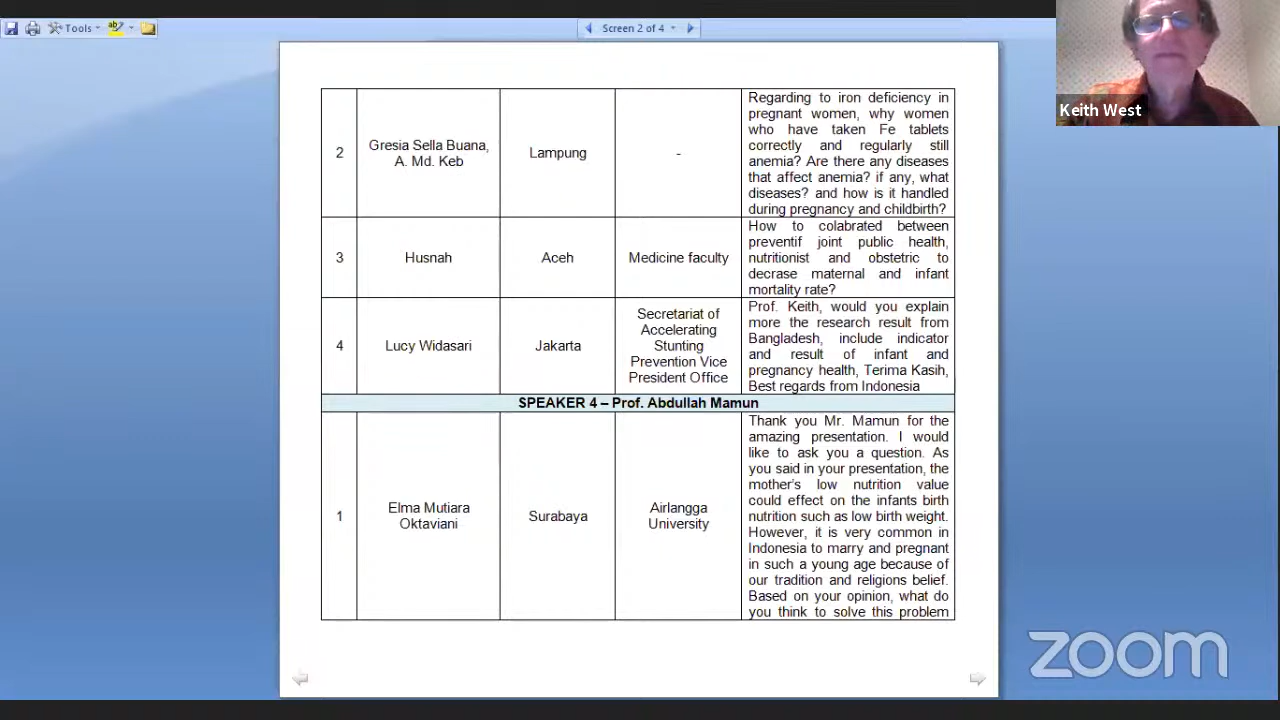 Tools
Screen 2 of 4
Keith West
2
Gresia Sella Buana,
A. Md. Keb
Lampung
-
Regarding to iron deficiency in
pregnant women, why women
who have taken Fe tablets
correctly and regularly still
anemia? Are there any diseases
that affect anemia? if any, what
diseases? and how is it handled
during pregnancy and childbirth?
3
Husnah
Aceh
Medicine faculty
How to colabrated between
preventif joint public health,
nutritionist and obstetric to
decrase maternal and infant
mortality rate?
4
Lucy Widasari
Jakarta
Secretariat of
Accelerating
Stunting
Prevention Vice
President Office
Prof. Keith, would you explain
more the research result from
Bangladesh, include indicator
and result of infant and
pregnancy health, Terima Kasih,
Best regards from Indonesia
SPEAKER 4 – Prof. Abdullah Mamun
1
Elma Mutiara
Oktaviani
Surabaya
Airlangga
University
Thank you Mr. Mamun for the
amazing presentation. I would
like to ask you a question. As
you said in your presentation, the
mother's low nutrition value
could effect on the infants birth
nutrition such as low birth weight.
However, it is very common in
Indonesia to marry and pregnant
in such a young age because of
our tradition and religions belief.
Based on your opinion, what do
you think to solve this problem
zoom